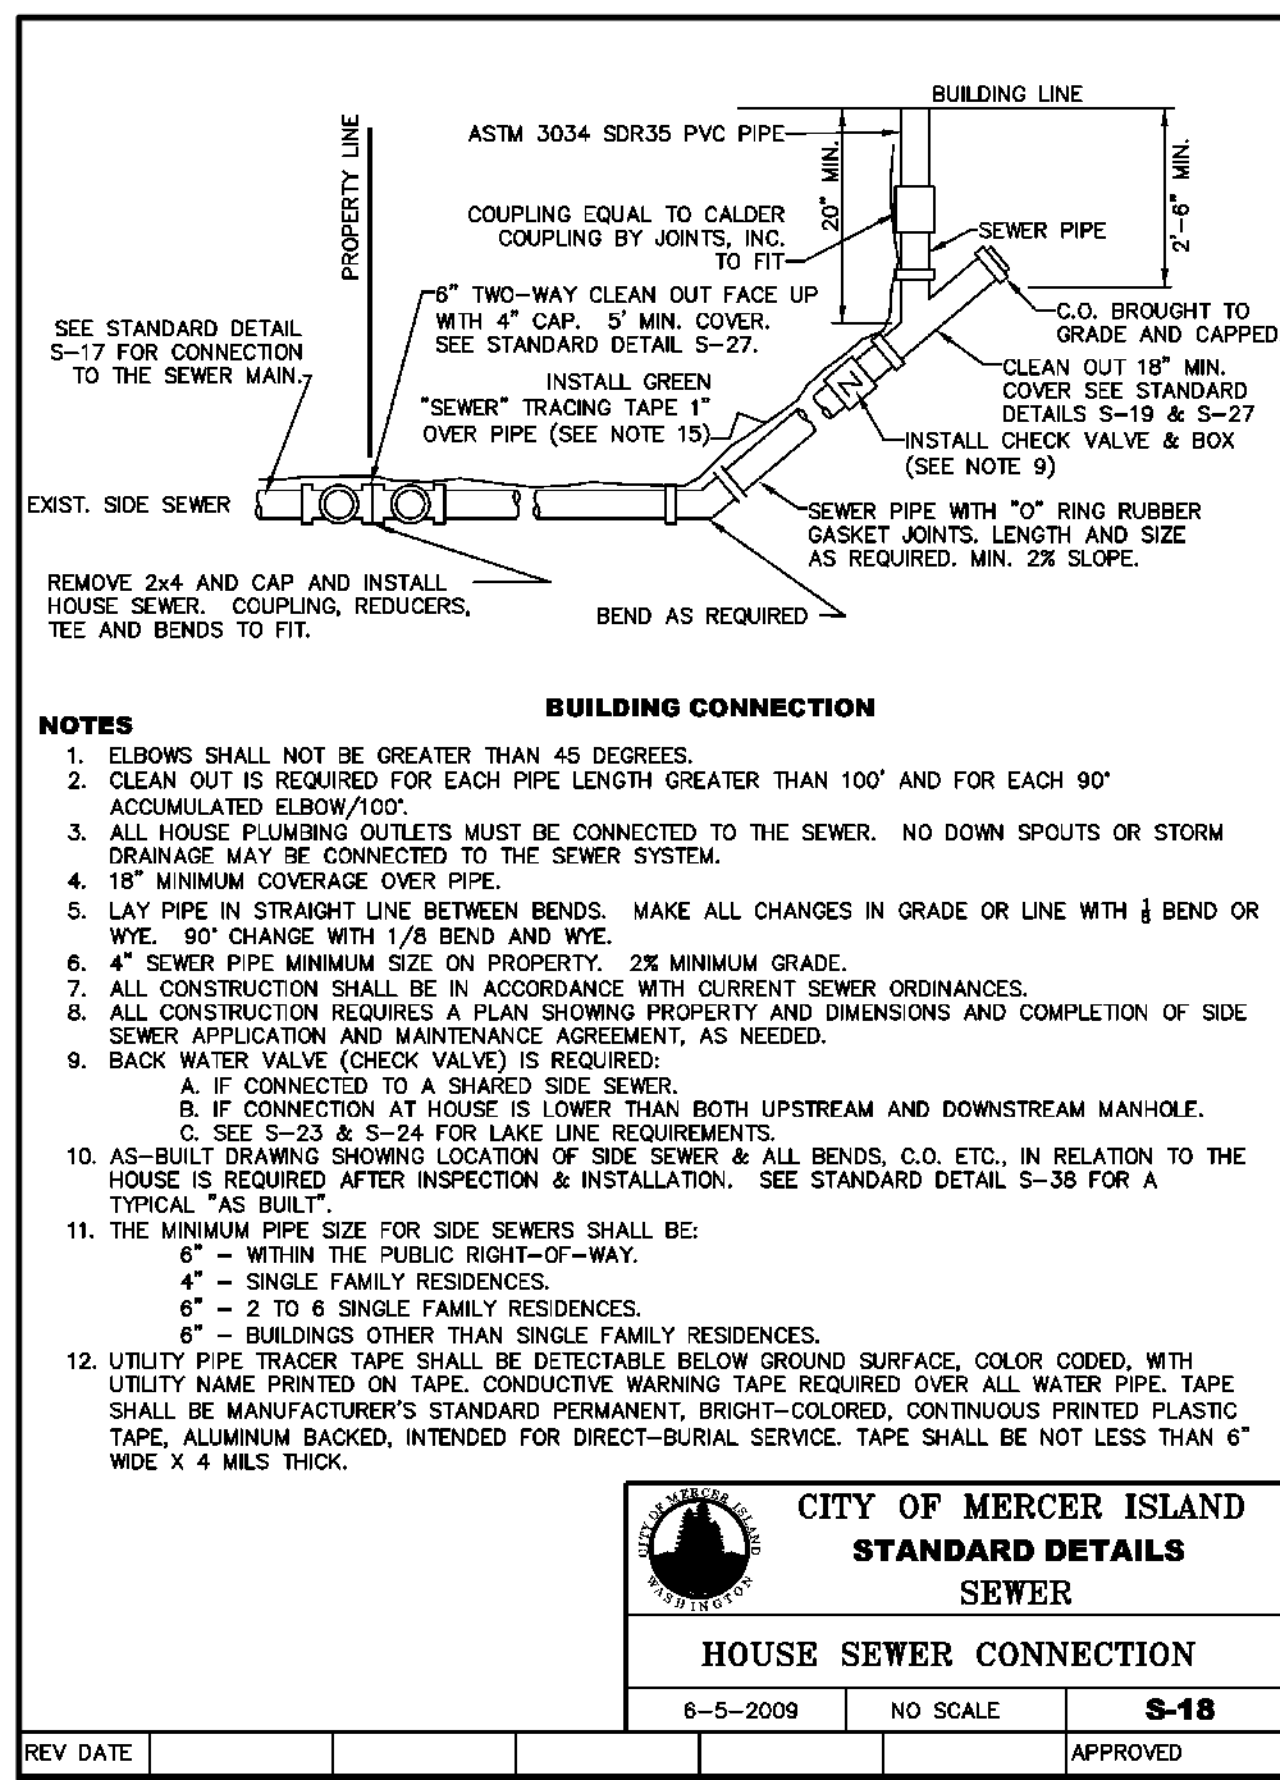 BUILDING LINE
PROPERTY LINE
ASTM 3034 SDR35 PVC PIPE
20" MIN.
2'-6" MIN.
COUPLING EQUAL TO CALDER
COUPLING BY JOINTS, INC.
TO FIT
SEWER PIPE
6" TWO-WAY CLEAN OUT FACE UP
WITH 4" CAP. 5' MIN. COVER.
SEE STANDARD DETAIL S-27.
C.O. BROUGHT TO
GRADE AND CAPPED
SEE STANDARD DETAIL
S-17 FOR CONNECTION
TO THE SEWER MAIN.
CLEAN OUT 18" MIN.
COVER SEE STANDARD
DETAILS S-19 & S-27
INSTALL GREEN
"SEWER" TRACING TAPE 1"
OVER PIPE (SEE NOTE 15)
N
INSTALL CHECK VALVE & BOX
(SEE NOTE 9)
EXIST. SIDE SEWER
SEWER PIPE WITH "O" RING RUBBER
GASKET JOINTS. LENGTH AND SIZE
AS REQUIRED. MIN. 2% SLOPE.
REMOVE 2x4 AND CAP AND INSTALL
HOUSE SEWER. COUPLING, REDUCERS,
TEE AND BENDS TO FIT.
BEND AS REQUIRED
BUILDING CONNECTION
NOTES
1. ELBOWS SHALL NOT BE GREATER THAN 45 DEGREES.
2. CLEAN OUT IS REQUIRED FOR EACH PIPE LENGTH GREATER THAN 100' AND FOR EACH 90°
ACCUMULATED ELBOW/100'.
3. ALL HOUSE PLUMBING OUTLETS MUST BE CONNECTED TO THE SEWER. NO DOWN SPOUTS OR STORM
DRAINAGE MAY BE CONNECTED TO THE SEWER SYSTEM.
4. 18" MINIMUM COVERAGE OVER PIPE.
5. LAY PIPE IN STRAIGHT LINE BETWEEN BENDS. MAKE ALL CHANGES IN GRADE OR LINE WITH 1/8 BEND OR
WYE. 90° CHANGE WITH 1/8 BEND AND WYE.
6. 4" SEWER PIPE MINIMUM SIZE ON PROPERTY. 2% MINIMUM GRADE.
7. ALL CONSTRUCTION SHALL BE IN ACCORDANCE WITH CURRENT SEWER ORDINANCES.
8. ALL CONSTRUCTION REQUIRES A PLAN SHOWING PROPERTY AND DIMENSIONS AND COMPLETION OF SIDE
SEWER APPLICATION AND MAINTENANCE AGREEMENT, AS NEEDED.
9. BACK WATER VALVE (CHECK VALVE) IS REQUIRED:
A. IF CONNECTED TO A SHARED SIDE SEWER.
B. IF CONNECTION AT HOUSE IS LOWER THAN BOTH UPSTREAM AND DOWNSTREAM MANHOLE.
C. SEE S-23 & S-24 FOR LAKE LINE REQUIREMENTS.
10. AS-BUILT DRAWING SHOWING LOCATION OF SIDE SEWER & ALL BENDS, C.O. ETC., IN RELATION TO THE
HOUSE IS REQUIRED AFTER INSPECTION & INSTALLATION. SEE STANDARD DETAIL S-38 FOR A
TYPICAL "AS BUILT".
11. THE MINIMUM PIPE SIZE FOR SIDE SEWERS SHALL BE:
6" - WITHIN THE PUBLIC RIGHT-OF-WAY.
4" - SINGLE FAMILY RESIDENCES.
6" - 2 TO 6 SINGLE FAMILY RESIDENCES.
6" - BUILDINGS OTHER THAN SINGLE FAMILY RESIDENCES.
12. UTILITY PIPE TRACER TAPE SHALL BE DETECTABLE BELOW GROUND SURFACE, COLOR CODED, WITH
UTILITY NAME PRINTED ON TAPE. CONDUCTIVE WARNING TAPE REQUIRED OVER ALL WATER PIPE. TAPE
SHALL BE MANUFACTURER'S STANDARD PERMANENT, BRIGHT-COLORED, CONTINUOUS PRINTED PLASTIC
TAPE, ALUMINUM BACKED, INTENDED FOR DIRECT-BURIAL SERVICE. TAPE SHALL BE NOT LESS THAN 6"
WIDE X 4 MILS THICK.
CITY OF MERCER ISLAND
WASHINGTON
CITY OF MERCER ISLAND
STANDARD DETAILS
SEWER
HOUSE SEWER CONNECTION
6-5-2009 NO SCALE S-18
REV DATE APPROVED